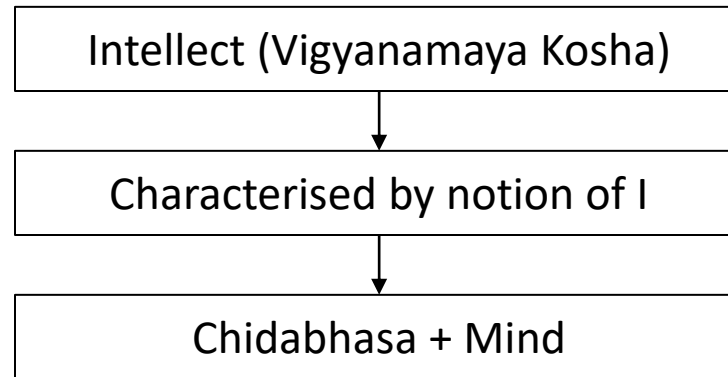 Intellect (Vigyanamaya Kosha)
Characterised by notion of I
Chidabhasa + Mind